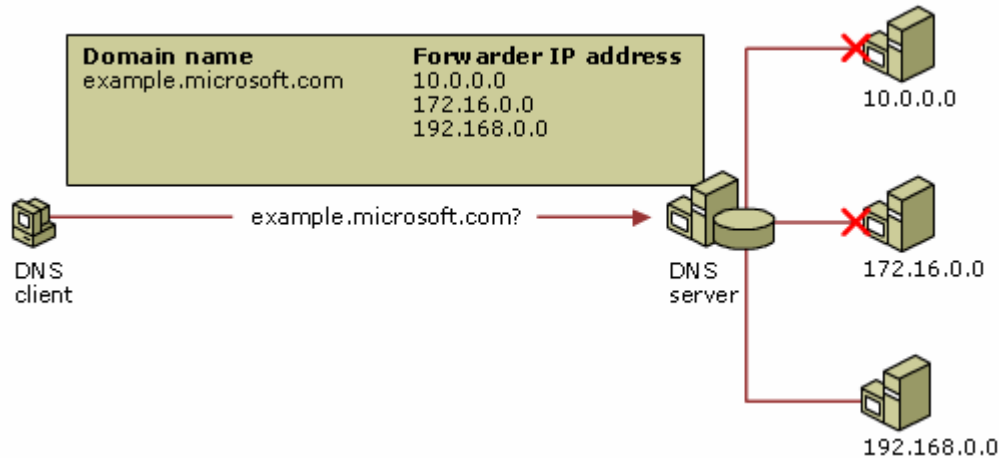 Domain name Forwarder IP address
example.microsoft.com 10.0.0.0
172.16.0.0
192.168.0.0
10.0.0.0
example.microsoft.com?
DNS
client
DNS
server
172.16.0.0
192.168.0.0